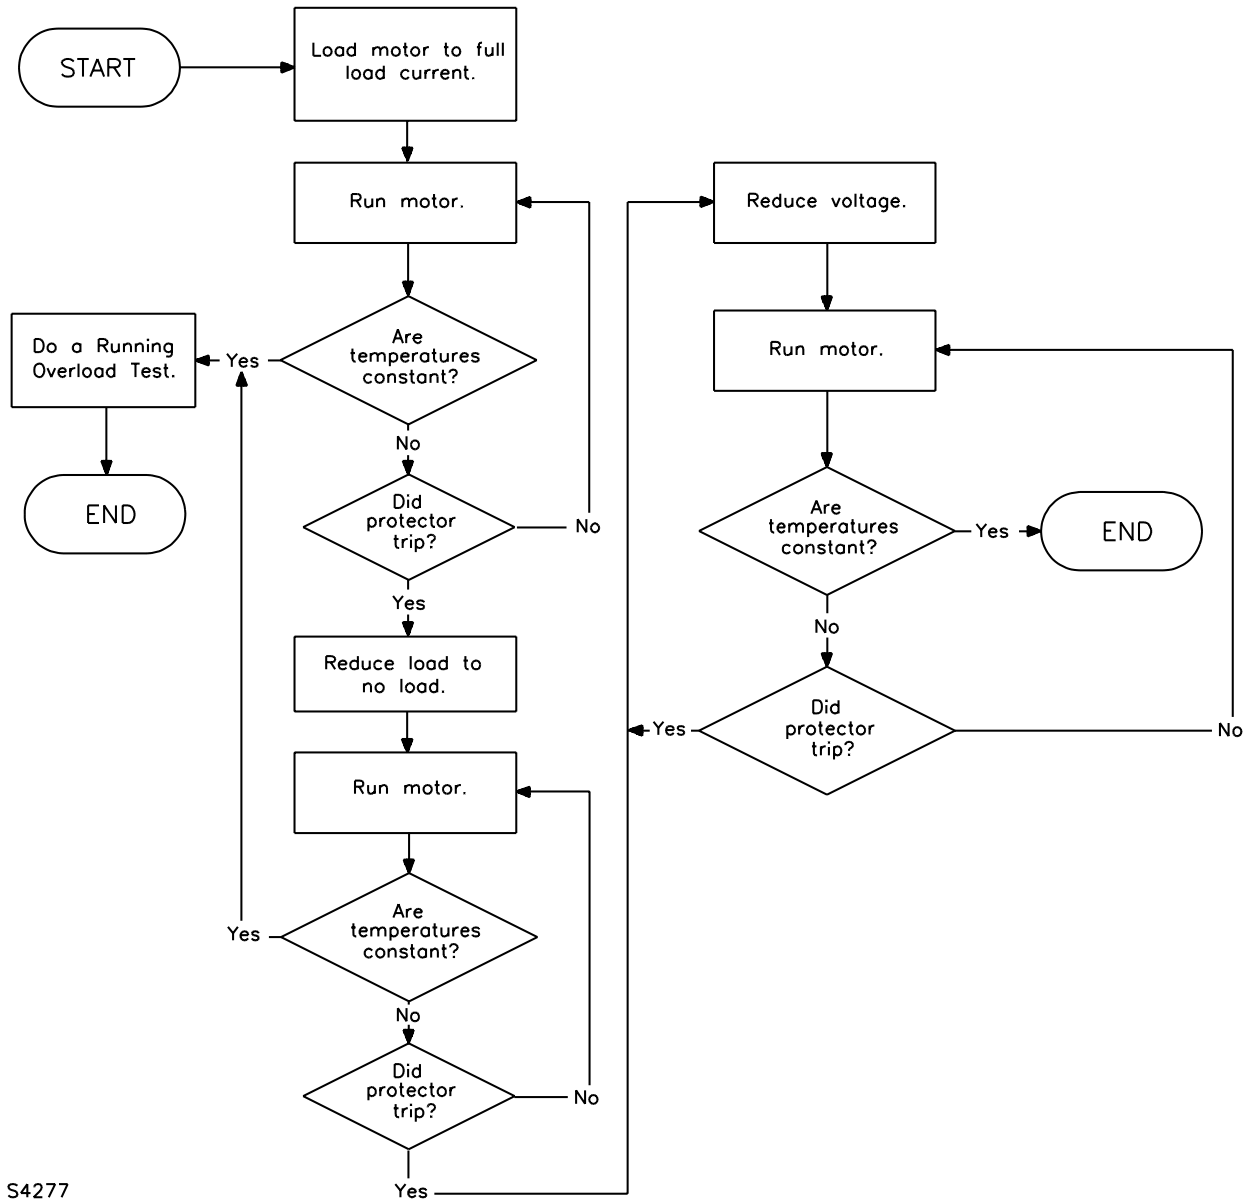 START
Load motor to full
load current.
Run motor.
Are
temperatures
constant?
Yes
Do a Running
Overload Test.
END
No
Did
protector
trip?
No
Yes
Reduce load to
no load.
Run motor.
Are
temperatures
constant?
Yes
No
Did
protector
trip?
No
Yes
Reduce voltage.
Run motor.
Are
temperatures
constant?
Yes
END
No
Did
protector
trip?
Yes
No
S4277